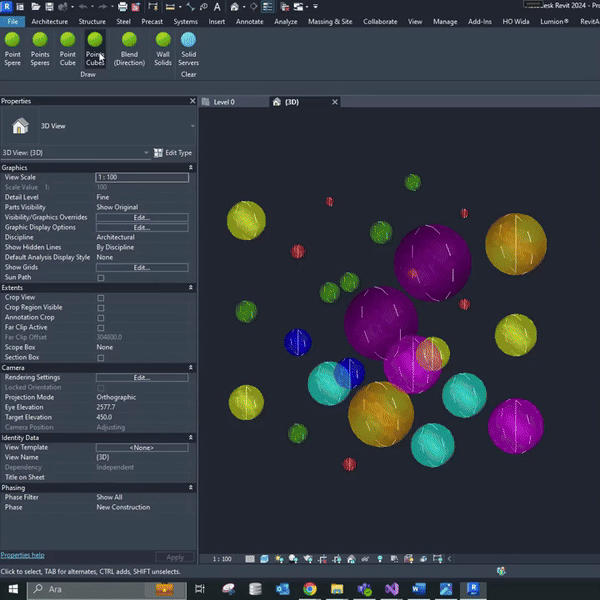 Jesk Revit 2024 - Pro
File Architecture Structure Steel Precast Systems Insert Annotate Analyze Massing & Site Collaborate View Manage Add-Ins HO Wida Lumion® RevitA
Point Spere
Points Speres
Point Cube
Points Cubes
Blend (Direction)
Wall Solids
Solid Servers
Draw Clear
Properties
Level 0 {3D}
3D View
3D View: {3D} Edit Type
Graphics
View Scale 1 : 100
Scale Value 1: 100
Detail Level Fine
Parts Visibility Show Original
Visibility/Graphics Overrides Edit...
Graphic Display Options Edit...
Discipline Architectural
Show Hidden Lines By Discipline
Default Analysis Display Style None
Show Grids Edit...
Sun Path
Extents
Crop View
Crop Region Visible
Annotation Crop
Far Clip Active
Far Clip Offset 304800.0
Scope Box None
Section Box
Camera
Rendering Settings Edit...
Locked Orientation
Projection Mode Orthographic
Eye Elevation 2577.7
Target Elevation 450.0
Camera Position Adjusting
Identity Data
View Template <None>
View Name {3D}
Dependency Independent
Title on Sheet
Phasing
Phase Filter Show All
Phase New Construction
Properties help Apply
1 : 100
Click to select, TAB for alternates, CTRL adds, SHIFT unselects.
Ara